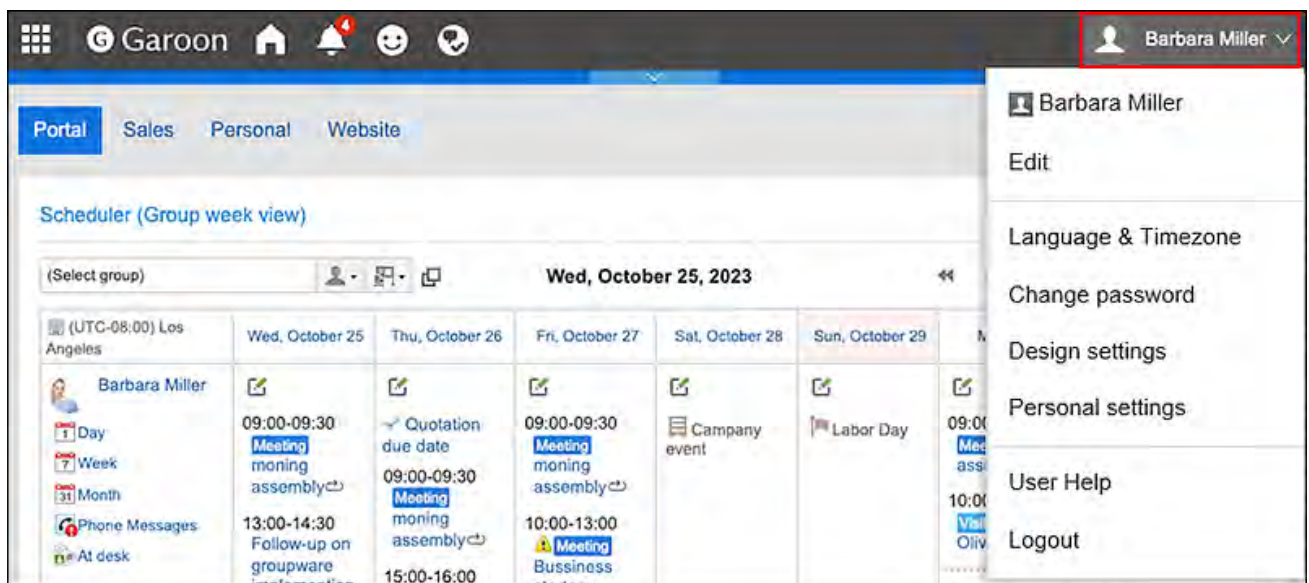 G Garoon 4 Barbara Miller
Barbara Miller
Edit
Language & Timezone
Change password
Design settings
Personal settings
User Help
Logout
Portal Sales Personal Website
Scheduler (Group week view)
(Select group) Wed, October 25, 2023
(UTC-08:00) Los
Angeles
Wed, October 25
Thu, October 26
Fri, October 27
Sat, October 28
Sun, October 29
Barbara Miller
1 Day
7 Week
31 Month
Phone Messages
At desk
09:00-09:30
Meeting
moning
assembly
13:00-14:30
Follow-up on
groupware
Quotation
due date
09:00-09:30
Meeting
moning
assembly
15:00-16:00
09:00-09:30
Meeting
moning
assembly
10:00-13:00
Meeting
Bussiness
Campany
event
Labor Day